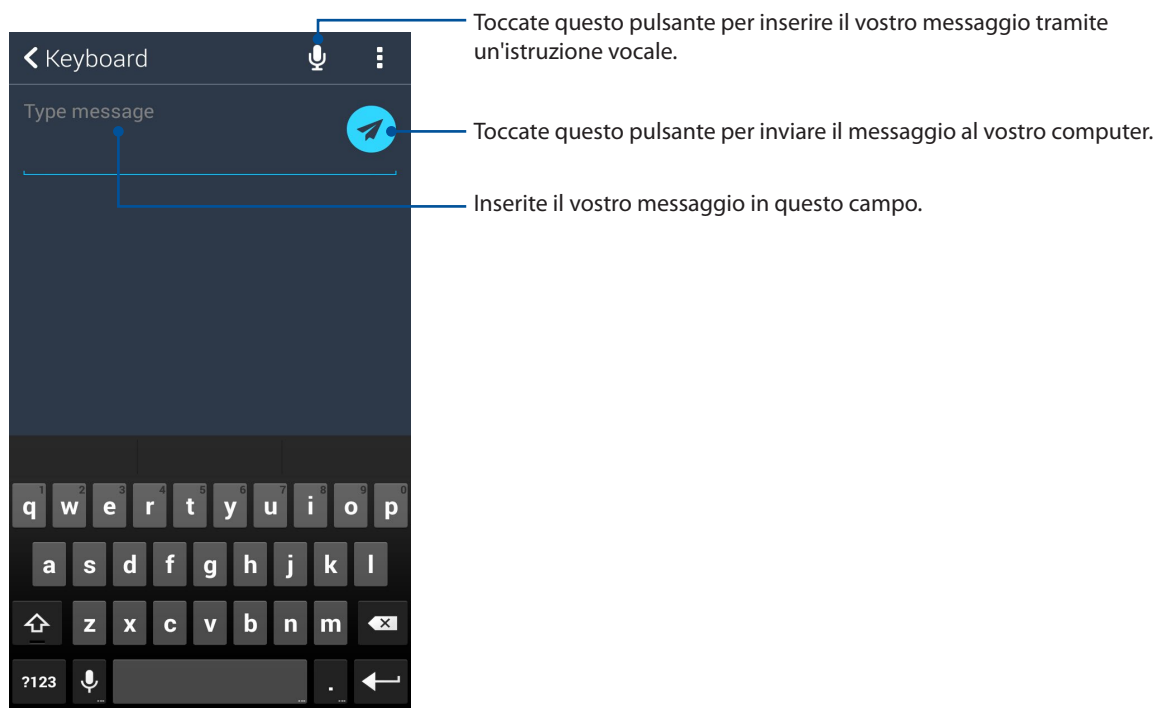 Toccate questo pulsante per inserire il vostro messaggio tramite
un'istruzione vocale.
Keyboard
Type message
Toccate questo pulsante per inviare il messaggio al vostro computer.
Inserite il vostro messaggio in questo campo.
1 2 3 4 5 6 7 8 9 0
q w e r t y u i o p
a s d f g h j k l
z x c v b n m
?123 ... . ...